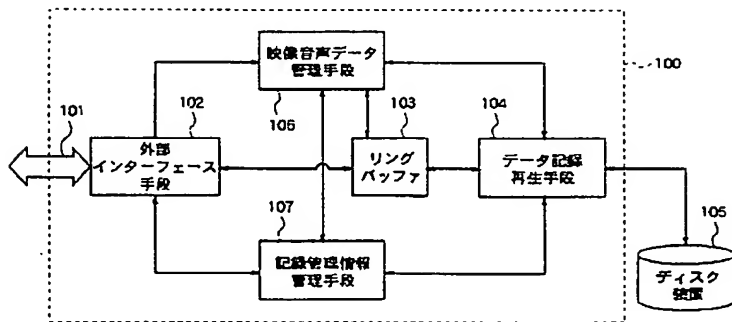 映像音声データ
管理手段
106
100
101
102
外部
インターフェース
手段
103
リング
バッファ
104
データ記録
再生手段
107
記録管理情報
管理手段
105
ディスク
装置